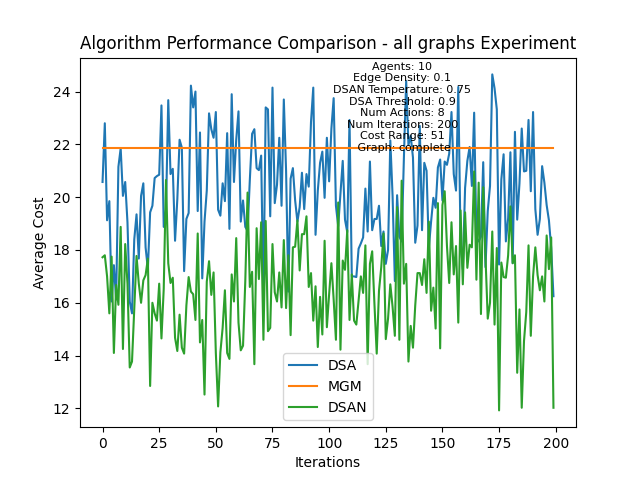 Algorithm Performance Comparison - all graphs Experiment
Agents: 10
Edge Density: 0.1
DSAN Temperature: 0.75
DSA Threshold: 0.9
Num Actions: 8
Num Iterations: 200
Cost Range: 51
Graph: complete
Average Cost
24
22
20
18
16
14
12
DSA
MGM
DSAN
0
25
50
75
100
125
150
175
200
Iterations